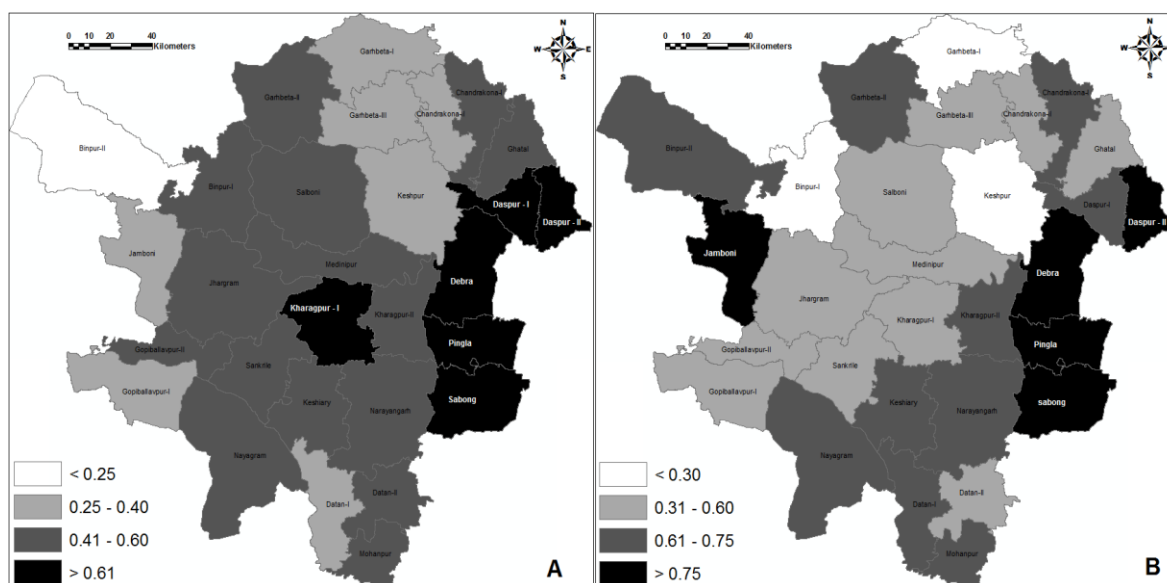 0 10 20 40
Kilometers
N
W E
S
Garhbeta-I
Garhbeta-II
Chandrakona-I
Garhbeta-III
Chandrakona-I
Ghatal
Binpur-II
Binpur-I
Salboni
Keshpur
Daspur - I
Daspur - II
Jamboni
Medinipur
Jhargram
Debra
Kharagpur - I
Kharagpur-II
Pingla
Gopiballavpur-II
Sankrile
Gopiballavpur-I
Keshiary
Narayangarh
Sabong
Nayagram
Datan-II
Datan-I
Mohanpur
< 0.25
0.25 - 0.40
0.41 - 0.60
> 0.61
A
0 10 20 40
Kilometers
N
W E
S
Garhbeta-I
Garhbeta-II
Chandrakona-I
Garhbeta-III
Chandrakona-II
Ghatal
Binpur-II
Binpur-I
Salboni
Keshpur
Daspur-I
Daspur - II
Jamboni
Medinipur
Debra
Jhargram
Kharagpur-I
Kharagpur-II
Pingla
Gopiballavpur-II
Sankrile
Gopiballavpur-I
Keshiary
Narayangarh
sabong
Nayagram
Datan-II
Datan-I
Mohanpur
< 0.30
0.31 - 0.60
0.61 - 0.75
> 0.75
B